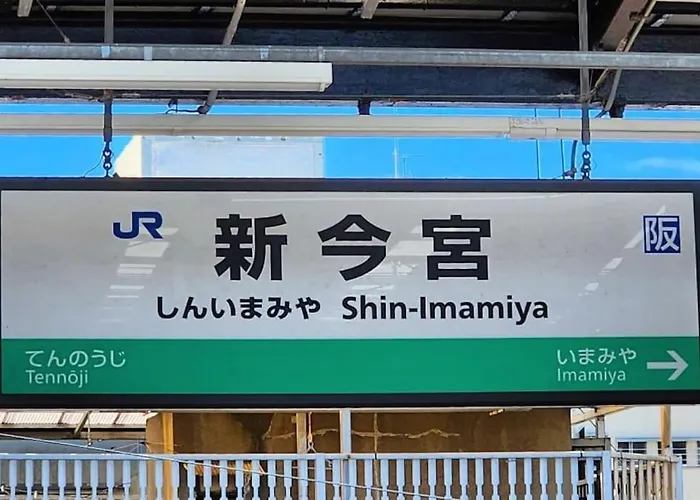 JR
新今宮
阪
しんいまみや Shin-Imamiya
てんのうじ
Tennōji
いまみや
Imamiya